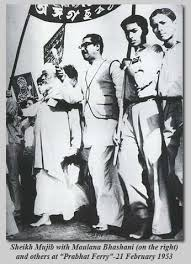 Sheikh Mujib with Maulana Bhashani (on the right)
and others at "Prabhat Ferry"-21 February 1953